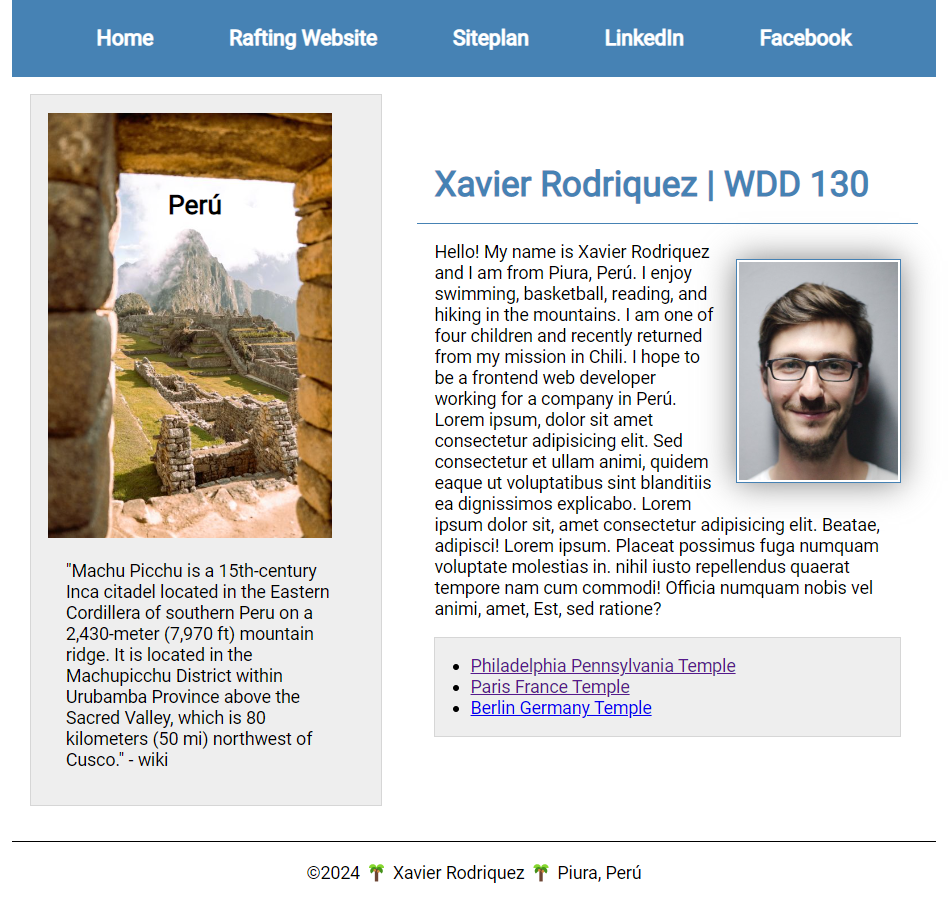 Home Rafting Website Siteplan LinkedIn Facebook
Perú
"Machu Picchu is a 15th-century
Inca citadel located in the Eastern
Cordillera of southern Peru on a
2,430-meter (7,970 ft) mountain
ridge. It is located in the
Machupicchu District within
Urubamba Province above the
Sacred Valley, which is 80
kilometers (50 mi) northwest of
Cusco." - wiki
Xavier Rodriquez | WDD 130
Hello! My name is Xavier Rodriquez
and I am from Piura, Perú. I enjoy
swimming, basketball, reading, and
hiking in the mountains. I am one of
four children and recently returned
from my mission in Chili. I hope to
be a frontend web developer
working for a company in Perú.
Lorem ipsum, dolor sit amet
consectetur adipisicing elit. Sed
consectetur et ullam animi, quidem
eaque ut voluptatibus sint blanditiis
ea dignissimos explicabo. Lorem
ipsum dolor sit, amet consectetur adipisicing elit. Beatae,
adipisci! Lorem ipsum. Placeat possimus fuga numquam
voluptate molestias in. nihil iusto repellendus quaerat
tempore nam cum commodi! Officia numquam nobis vel
animi, amet, Est, sed ratione?
• Philadelphia Pennsylvania Temple
• Paris France Temple
• Berlin Germany Temple
©2024 🌴 Xavier Rodriquez 🌴 Piura, Perú